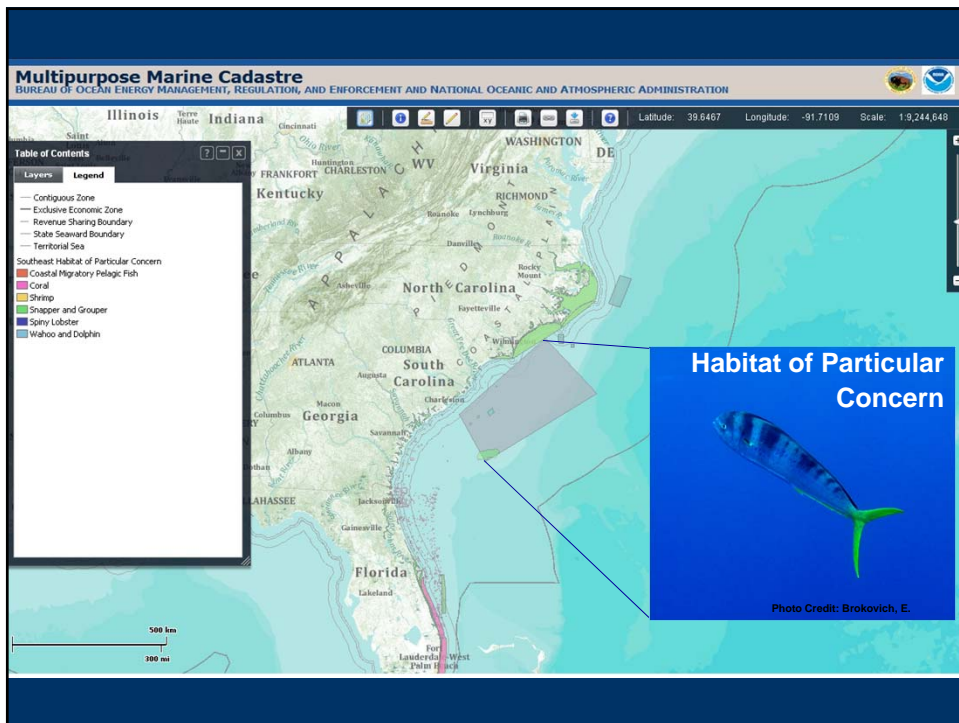 Multipurpose Marine Cadastre
BUREAU OF OCEAN ENERGY MANAGEMENT, REGULATION, AND ENFORCEMENT AND NATIONAL OCEANIC AND ATMOSPHERIC ADMINISTRATION
Latitude: 39.6467 Longitude: -91.7109 Scale: 1:9,244,648
Table of Contents
Layers Legend
Contiguous Zone
Exclusive Economic Zone
Revenue Sharing Boundary
State Seaward Boundary
Territorial Sea
Southeast Habitat of Particular Concern
Coastal Migratory Pelagic Fish
Coral
Shrimp
Snapper and Grouper
Spiny Lobster
Wahoo and Dolphin
Illinois
Terre
Haute
Indiana
Cincinnati
Saint
WASHINGTON
DE
Huntington
FRANKFORT
CHARLESTON
WV
Virginia
Kentucky
RICHMOND
Roanoke
Lynchburg
Danville
Rocky
Mount
Asheville
North Carolina
Fayetteville
COLUMBIA
ATLANTA
South
Carolina
Augusta
Macon
Columbus
Georgia
Charleston
Savannah
Albany
Dothan
Jacksonville
Gainesville
Florida
Lakeland
Fort
Lauderdale
West
Palm Beach
500 km
300 mi
Habitat of Particular
Concern
Photo Credit: Brokovich, E.